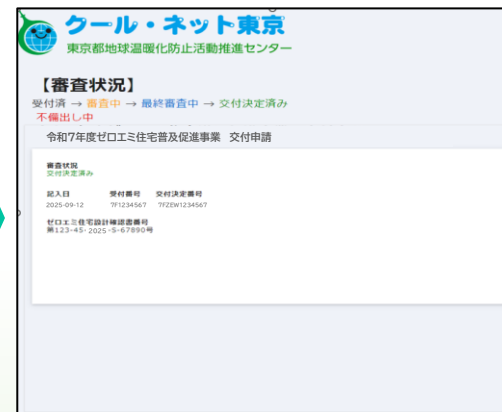 クール・ネット東京
東京都地球温暖化防止活動推進センター
【審査状況】
受付済 → 審査中 → 最終審査中 → 交付決定済み
不備出し中
令和7年度ゼロエミ住宅普及促進事業 交付申請
審査状況
交付決定済み
記入日 受付番号 交付決定番号
2025-09-12 7F1234567 7FZEW1234567
ゼロエミ住宅設計確認書番号
第123-45-2025-S-67890号